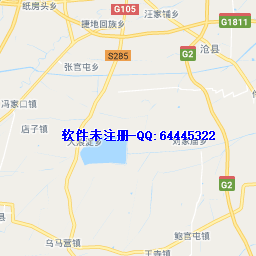 纸房头乡
G105
汪家铺乡
捷地回族乡
G1811
沧县
S285
G2
张官屯乡
冯家口镇
店子镇
软件未注册-QQ:64445322
大浪淀乡
刘家庙乡
G2
鲍官屯镇
乌马营镇
王寺镇